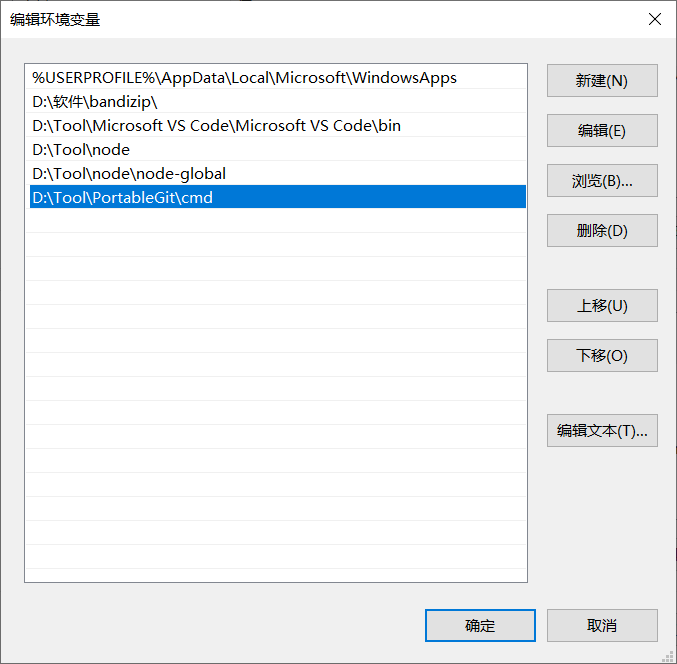 编辑环境变量
%USERPROFILE%\AppData\Local\Microsoft\WindowsApps
D:\软件\bandizip\
D:\Tool\Microsoft VS Code\Microsoft VS Code\bin
D:\Tool\node
D:\Tool\node\node-global
D:\Tool\PortableGit\cmd
新建(N)
编辑(E)
浏览(B)...
删除(D)
上移(U)
下移(O)
编辑文本(T)...
确定
取消